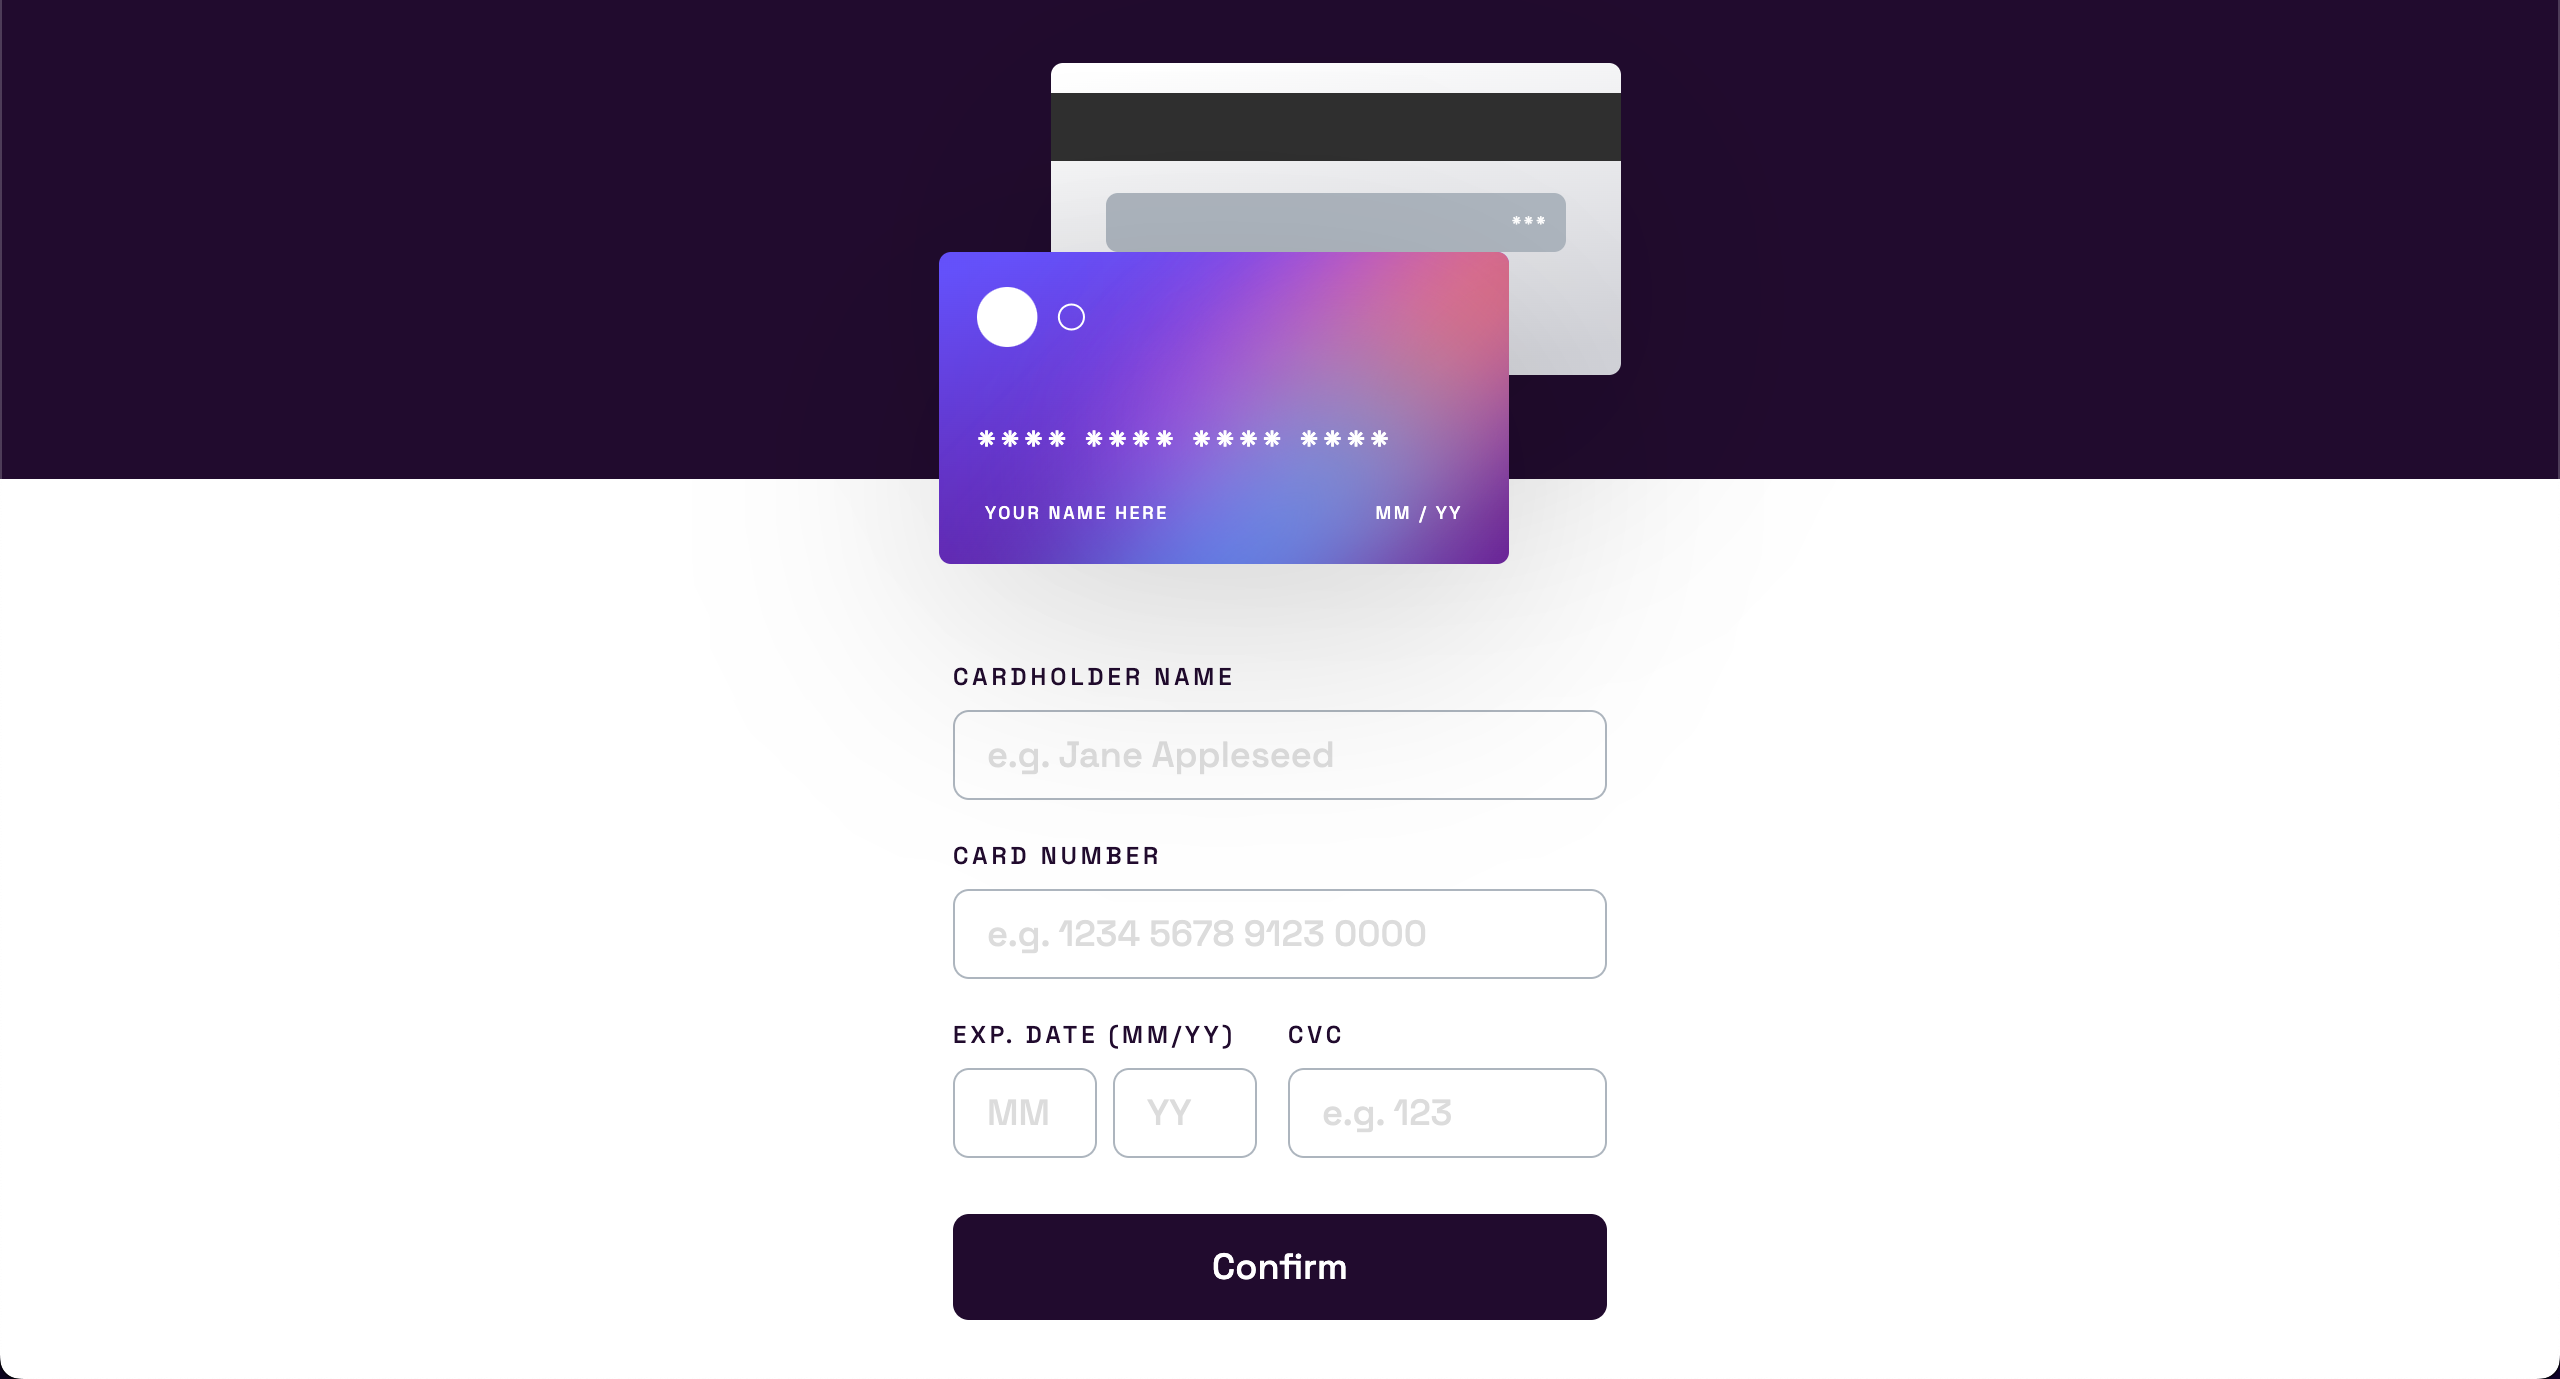 ***
**** **** **** ****
YOUR NAME HERE MM / YY
CARDHOLDER NAME
e.g. Jane Appleseed
CARD NUMBER
e.g. 1234 5678 9123 0000
EXP. DATE (MM/YY) CVC
MM YY e.g. 123
Confirm